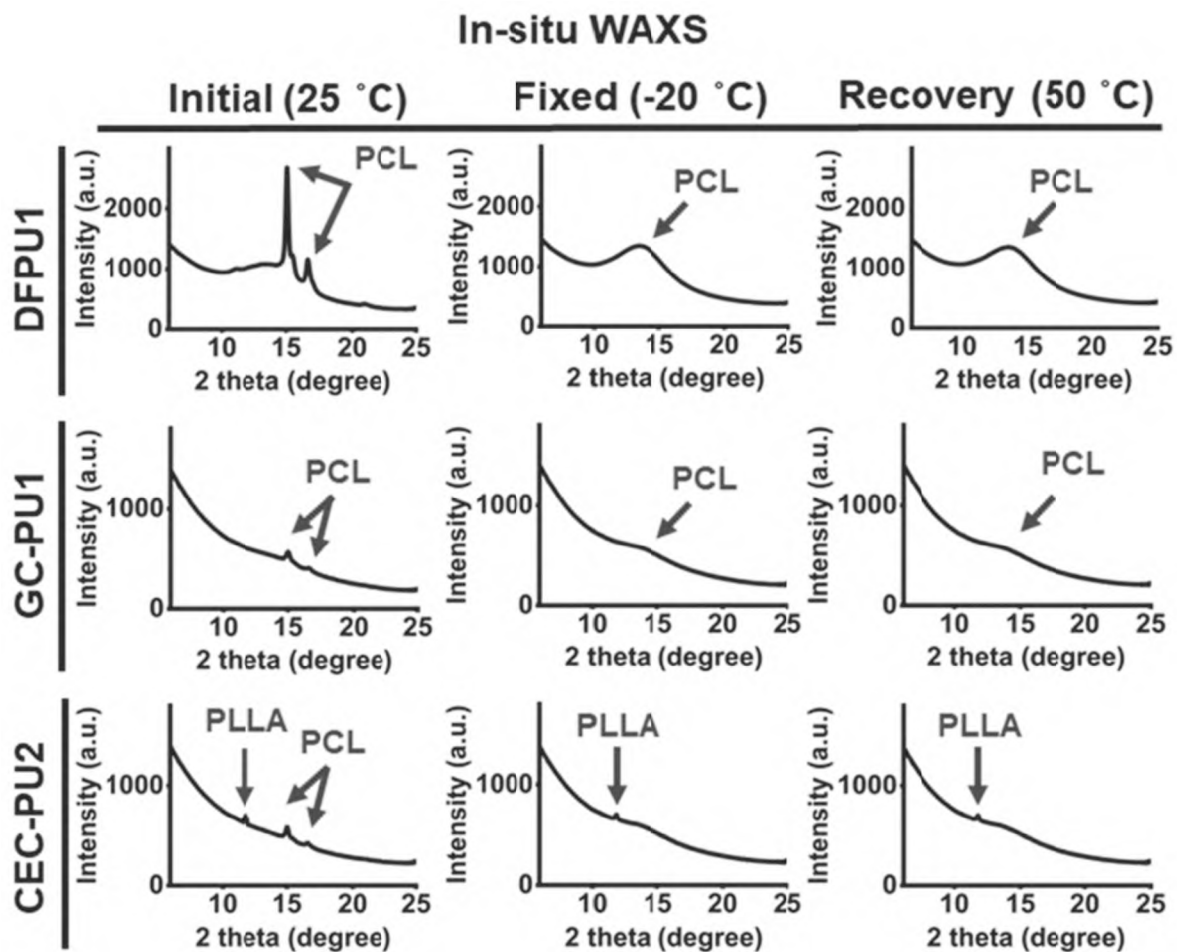 In-situ WAXS
Initial (25 ˚C) Fixed (-20 ˚C) Recovery (50 ˚C)
DFPU1
Intensity (a.u.)
2000
1000
0
PCL
10 15 20 25
2 theta (degree)
Intensity (a.u.)
2000
1000
0
PCL
10 15 20 25
2 theta (degree)
Intensity (a.u.)
2000
1000
0
PCL
10 15 20 25
2 theta (degree)
GC-PU1
Intensity (a.u.)
1000
0
PCL
10 15 20 25
2 theta (degree)
Intensity (a.u.)
1000
0
PCL
10 15 20 25
2 theta (degree)
Intensity (a.u.)
1000
0
PCL
10 15 20 25
2 theta (degree)
CEC-PU2
Intensity (a.u.)
1000
0
PLLA
PCL
10 15 20 25
2 theta (degree)
Intensity (a.u.)
1000
0
PLLA
10 15 20 25
2 theta (degree)
Intensity (a.u.)
1000
0
PLLA
10 15 20 25
2 theta (degree)